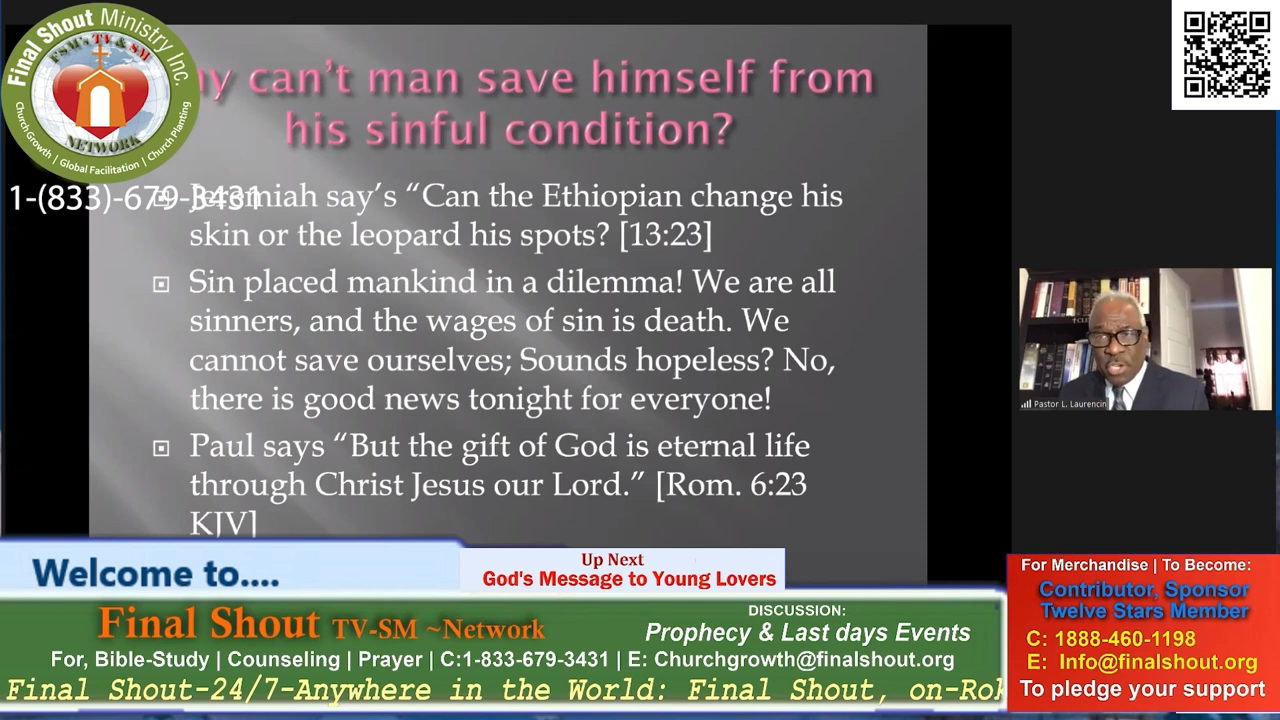 Final Shout Ministry Inc.
FSM's TV & SM
NETWORK
Church Growth | Global Facilitation | Church Planting
1-(833)-679-3431
y can't man save himself from
his sinful condition?
Jeremiah say's “Can the Ethiopian change his
skin or the leopard his spots? [13:23]
Sin placed mankind in a dilemma! We are all
sinners, and the wages of sin is death. We
cannot save ourselves; Sounds hopeless? No,
there is good news tonight for everyone!
Paul says “But the gift of God is eternal life
through Christ Jesus our Lord.” [Rom. 6:23
KJV]
Pastor L. Laurencin
Welcome to....
Up Next
God's Message to Young Lovers
Final Shout TV-SM ~Network
DISCUSSION:
Prophecy & Last days Events
For, Bible-Study | Counseling | Prayer | C:1-833-679-3431 | E: Churchgrowth@finalshout.org
Final Shout-24/7-Anywhere in the World: Final Shout, on-Rok
For Merchandise | To Become:
Contributor, Sponsor
Twelve Stars Member
C: 1888-460-1198
E: Info@finalshout.org
To pledge your support